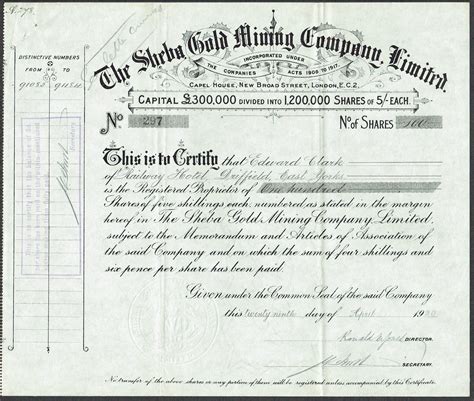 The Sheba Gold Mining Company, Limited.
INCORPORATED UNDER
THE COMPANIES ACTS 1908 TO 1917.
CAPEL HOUSE, NEW BROAD STREET, LONDON, E.C.2.
CAPITAL £300,000 DIVIDED INTO 1,200,000 SHARES OF 5/- EACH.
DISTINCTIVE NUMBERS
FROM TO
No 297 No. of SHARES 100
This is to Certify that Edward Clark
of Railway Hotel Driffield, East Yorks.
is the Registered Proprietor of One hundred
Shares of five shillings each, numbered as stated in the margin
hereof in The Sheba Gold Mining Company, Limited,
subject to the Memorandum and Articles of Association of
the said Company and on which the sum of four shillings and
six pence per share has been paid.
Given under the Common Seal of the said Company
this twenty ninth day of April 19
DIRECTOR.
SECRETARY.
No transfer of the above shares or any portion of them will be registered unless accompanied by this Certificate.